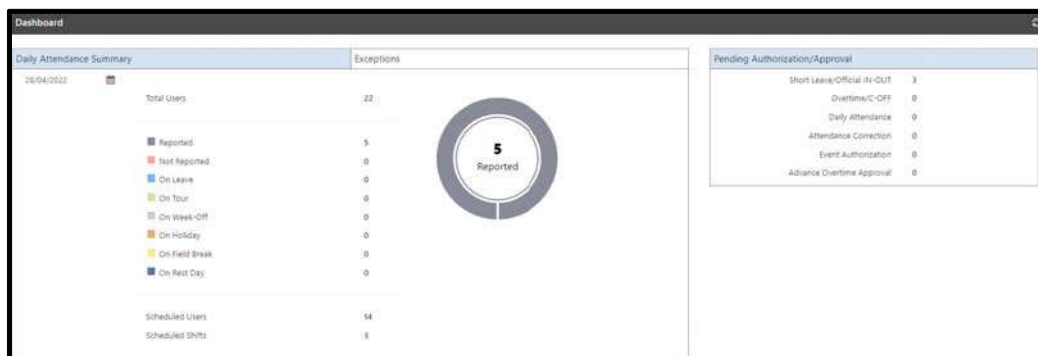 Dashboard
Daily Attendance Summary
Exceptions
28/04/2022
Total Users 22
Reported 5
Not Reported 0
On Leave 0
On Tour 0
On Week-Off 0
On Holiday 0
On Field Break 0
On Rest Day 0
Scheduled Users 14
Scheduled Shifts 3
5
Reported
Pending Authorization/Approval
Short Leave/Official IN-OUT 3
Overtime/C-OFF 0
Daily Attendance 0
Attendance Correction 0
Event Authorization 0
Advance Overtime Approval 0